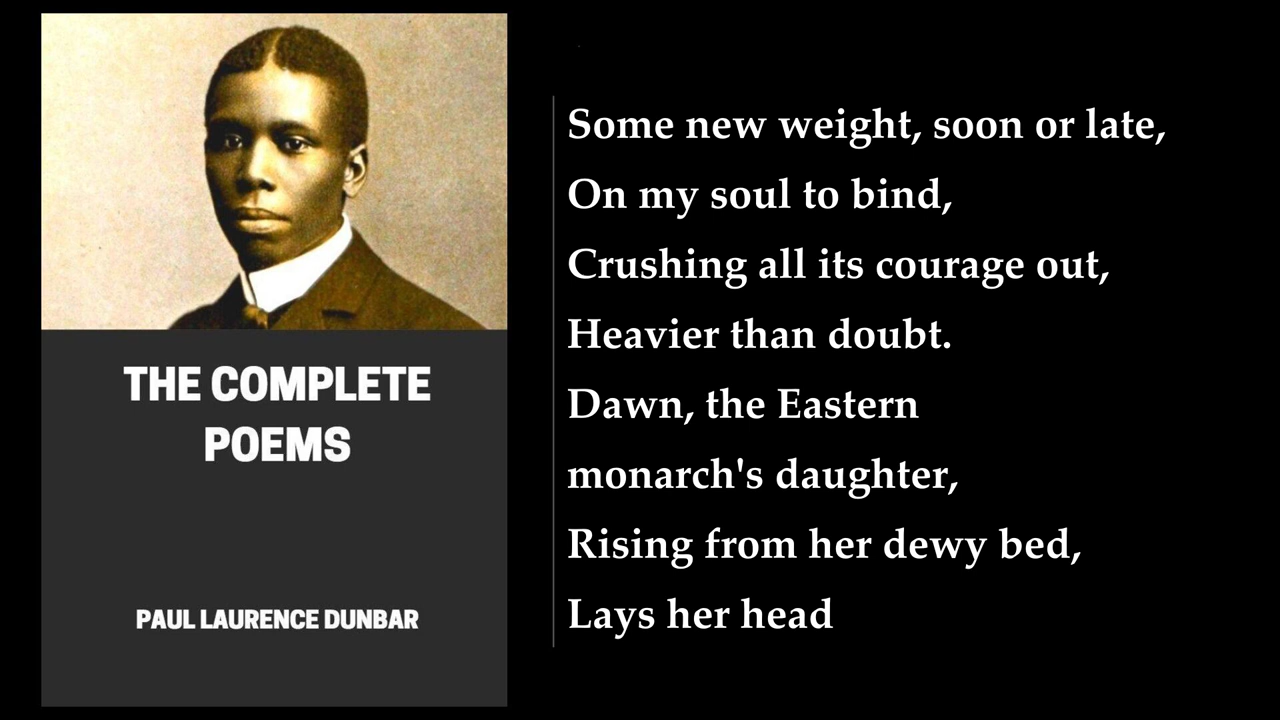 THE COMPLETE
POEMS
PAUL LAURENCE DUNBAR
Some new weight, soon or late,
On my soul to bind,
Crushing all its courage out,
Heavier than doubt.
Dawn, the Eastern
monarch's daughter,
Rising from her dewy bed,
Lays her head